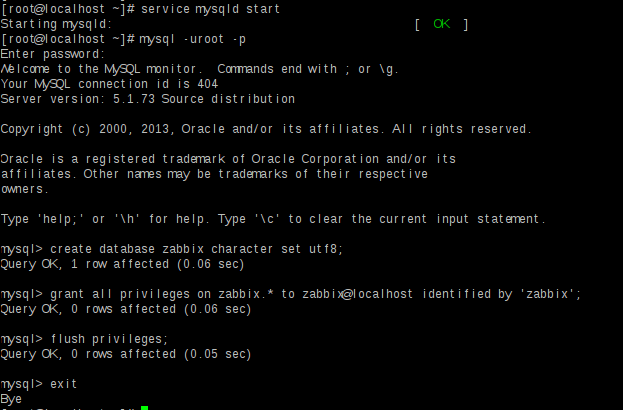 [root@localhost ~]# service mysqld start
Starting mysqld: [ OK ]
[root@localhost ~]# mysql -uroot -p
Enter password:
Welcome to the MySQL monitor. Commands end with ; or \g.
Your MySQL connection id is 404
Server version: 5.1.73 Source distribution
Copyright (c) 2000, 2013, Oracle and/or its affiliates. All rights reserved.
Oracle is a registered trademark of Oracle Corporation and/or its
affiliates. Other names may be trademarks of their respective
owners.
Type 'help;' or '\h' for help. Type '\c' to clear the current input statement.
mysql> create database zabbix character set utf8;
Query OK, 1 row affected (0.06 sec)
mysql> grant all privileges on zabbix.* to zabbix@localhost identified by 'zabbix';
Query OK, 0 rows affected (0.06 sec)
mysql> flush privileges;
Query OK, 0 rows affected (0.05 sec)
mysql> exit
Bye